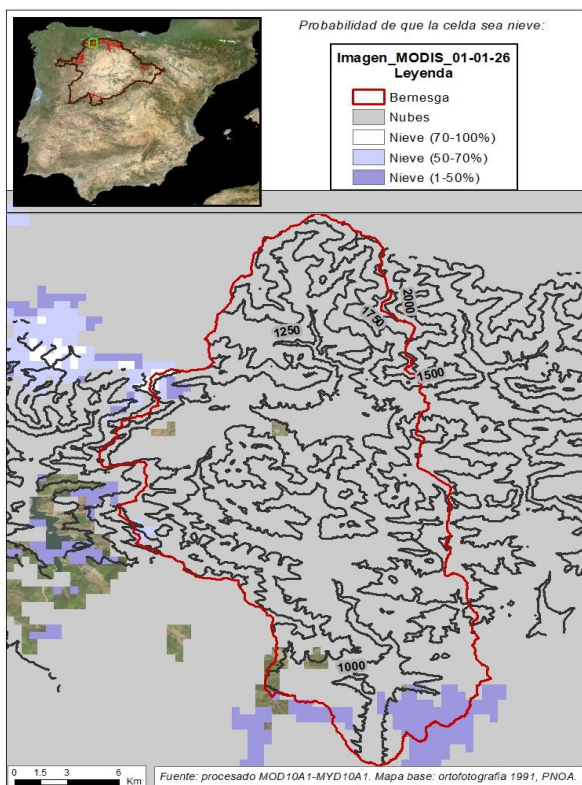 Probabilidad de que la celda sea nieve:
Imagen_MODIS_01-01-26
Leyenda
Bernesga
Nubes
Nieve (70-100%)
Nieve (50-70%)
Nieve (1-50%)
2000
1750
1250
1500
1000
0 1.5 3 6
Km
Fuente: procesado MOD10A1-MYD10A1. Mapa base: ortofotografia 1991, PNOA.